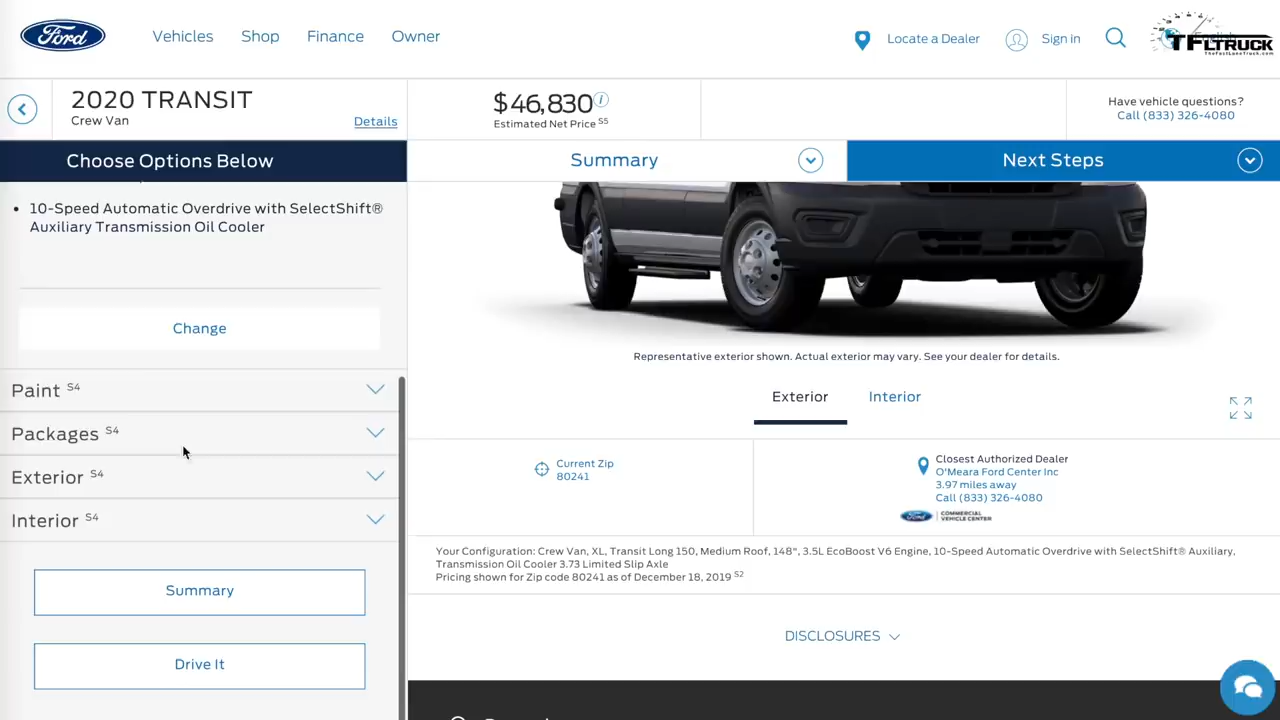 Ford
Vehicles
Shop
Finance
Owner
Locate a Dealer
Sign in
TFLTRUCK
TheFastLaneTruck.com
2020 TRANSIT
Crew Van
Details
$46,830
Estimated Net Price S5
Have vehicle questions?
Call (833) 326-4080
Choose Options Below
Summary
Next Steps
• 10-Speed Automatic Overdrive with SelectShift®
Auxiliary Transmission Oil Cooler
Change
Paint S4
Packages S4
Exterior S4
Interior S4
Summary
Drive It
Representative exterior shown. Actual exterior may vary. See your dealer for details.
Exterior
Interior
Current Zip
80241
Closest Authorized Dealer
O'Meara Ford Center Inc
3.97 miles away
Call (833) 326-4080
Ford
COMMERCIAL
VEHICLE CENTER
Your Configuration: Crew Van, XL, Transit Long 150, Medium Roof, 148", 3.5L EcoBoost V6 Engine, 10-Speed Automatic Overdrive with SelectShift® Auxiliary,
Transmission Oil Cooler 3.73 Limited Slip Axle
Pricing shown for Zip code 80241 as of December 18, 2019 S2
DISCLOSURES